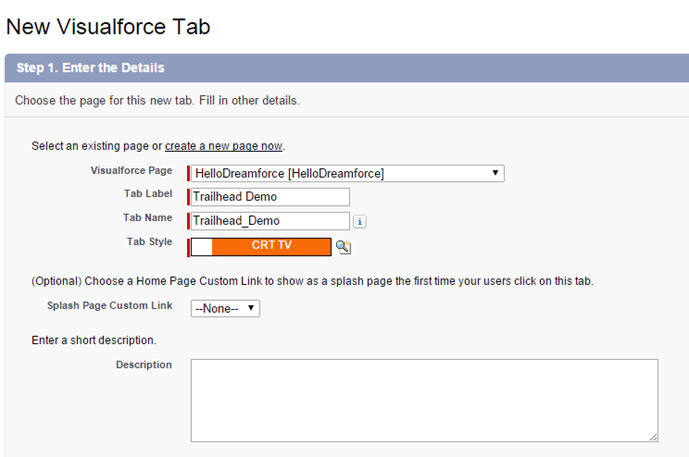 New Visualforce Tab
Step 1. Enter the Details
Choose the page for this new tab. Fill in other details.
Select an existing page or create a new page now.
Visualforce Page HelloDreamforce [HelloDreamforce]
Tab Label Trailhead Demo
Tab Name Trailhead_Demo i
Tab Style CRT TV
(Optional) Choose a Home Page Custom Link to show as a splash page the first time your users click on this tab.
Splash Page Custom Link --None--
Enter a short description.
Description